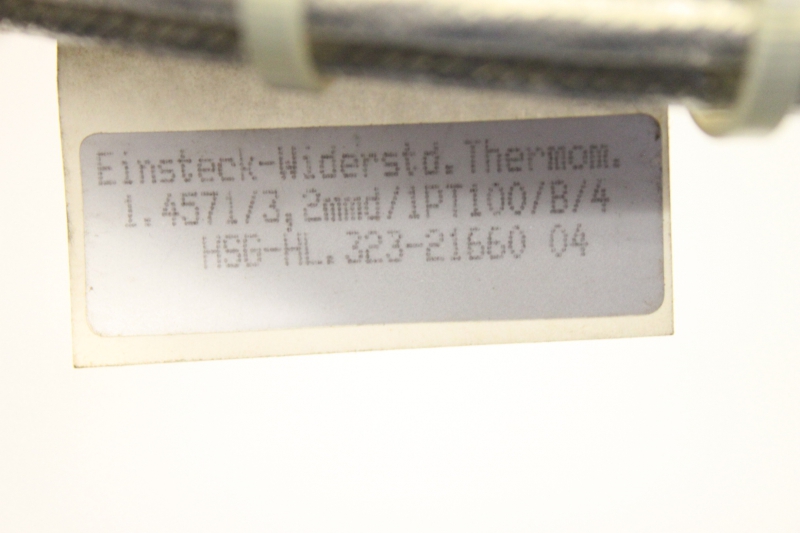 Einsteck-Widerstd.Thermom.
1.4571/3,2mmd/1PT100/B/4
HSG-HL.323-21660 04